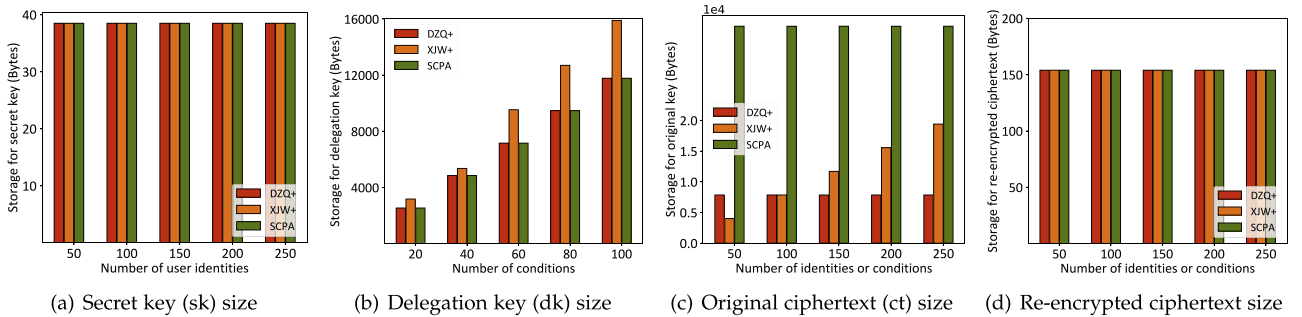 40
30
20
10
Storage for secret key (Bytes)
DZQ+
XJW+
SCPA
50 100 150 200 250
Number of user identities
(a) Secret key (sk) size
16000
12000
8000
4000
Storage for delegation key (Bytes)
DZQ+
XJW+
SCPA
20 40 60 80 100
Number of conditions
(b) Delegation key (dk) size
1e4
2.0
1.0
0.5
0.0
Storage for original key (Bytes)
DZQ+
XJW+
SCPA
50 100 150 200 250
Number of identities or conditions
(c) Original ciphertext (ct) size
200
150
100
50
Storage for re-encrypted ciphertext (Bytes)
DZQ+
XJW+
SCPA
50 100 150 200 250
Number of identities or conditions
(d) Re-encrypted ciphertext size